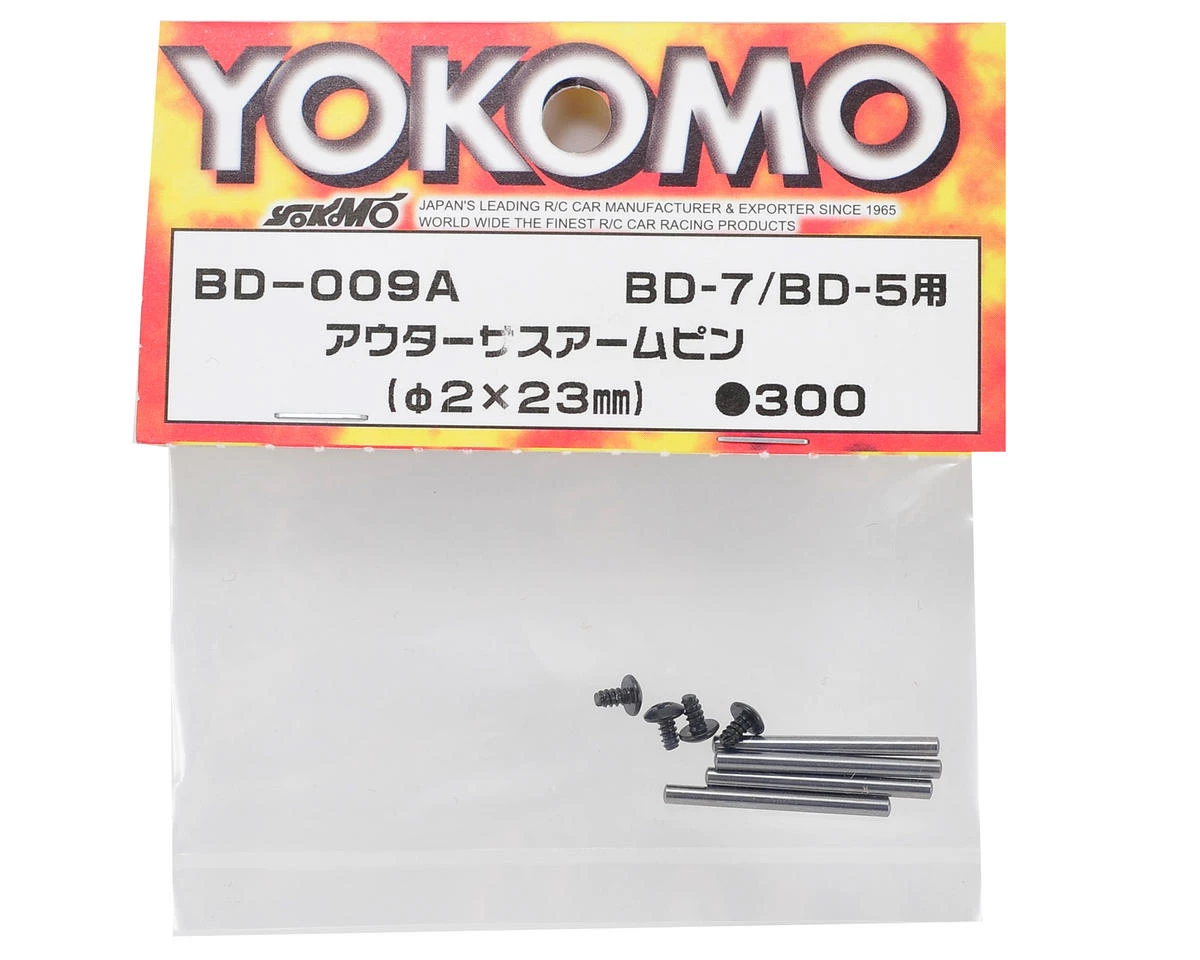 YOKOMO
YOKOMO JAPAN'S LEADING R/C CAR MANUFACTURER & EXPORTER SINCE 1965
WORLD WIDE THE FINEST R/C CAR RACING PRODUCTS
BD-009A BD-7/BD-5用
アウターサスアームピン
(Φ2×23㎜) ●300